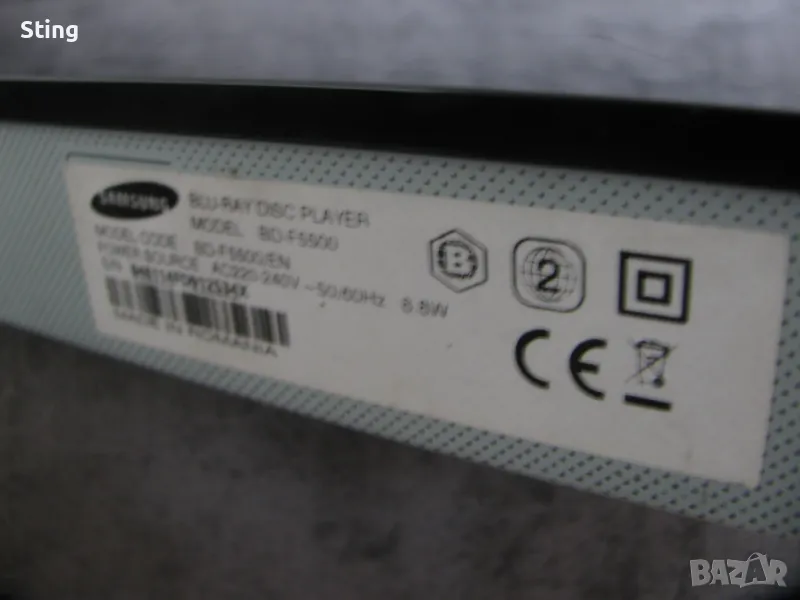 Sting
SAMSUNG
BLU-RAY DISC PLAYER
MODEL BD-F5500
MODEL CODE BD-F5500/EN
POWER SOURCE AC220-240V ~ 50/60Hz 8.8W
S/N
MADE IN ROMANIA
B
2
CE
BAZAR